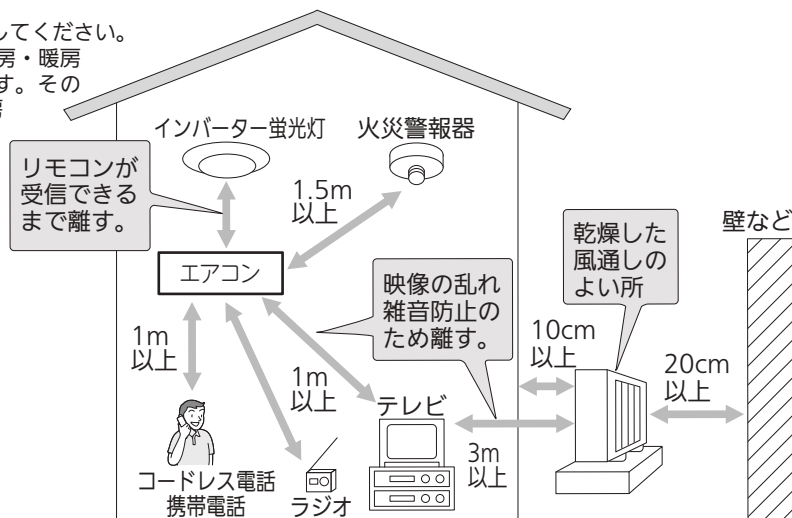 してください。
房・暖房
す。その
インバーター蛍光灯
火災警報器
リモコンが
受信できる
まで離す。
1.5m
以上
エアコン
乾燥した
風通しの
よい所
壁など
映像の乱れ
雑音防止の
ため離す。
1m
以上
1m
以上
10cm
以上
20cm
以上
テレビ
3m
以上
コードレス電話
携帯電話
ラジオ